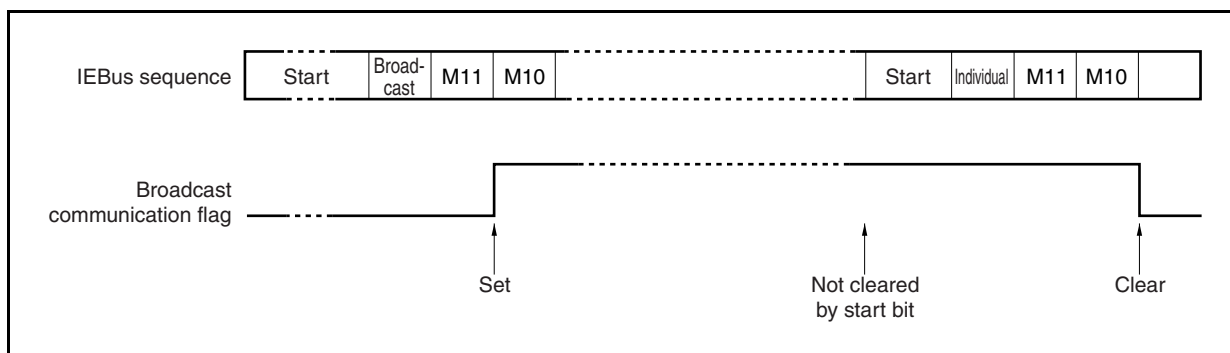 IEBus sequence
Start
Broad-
cast
M11
M10
Start
Individual
M11
M10
Broadcast
communication flag
Set
Not cleared
by start bit
Clear